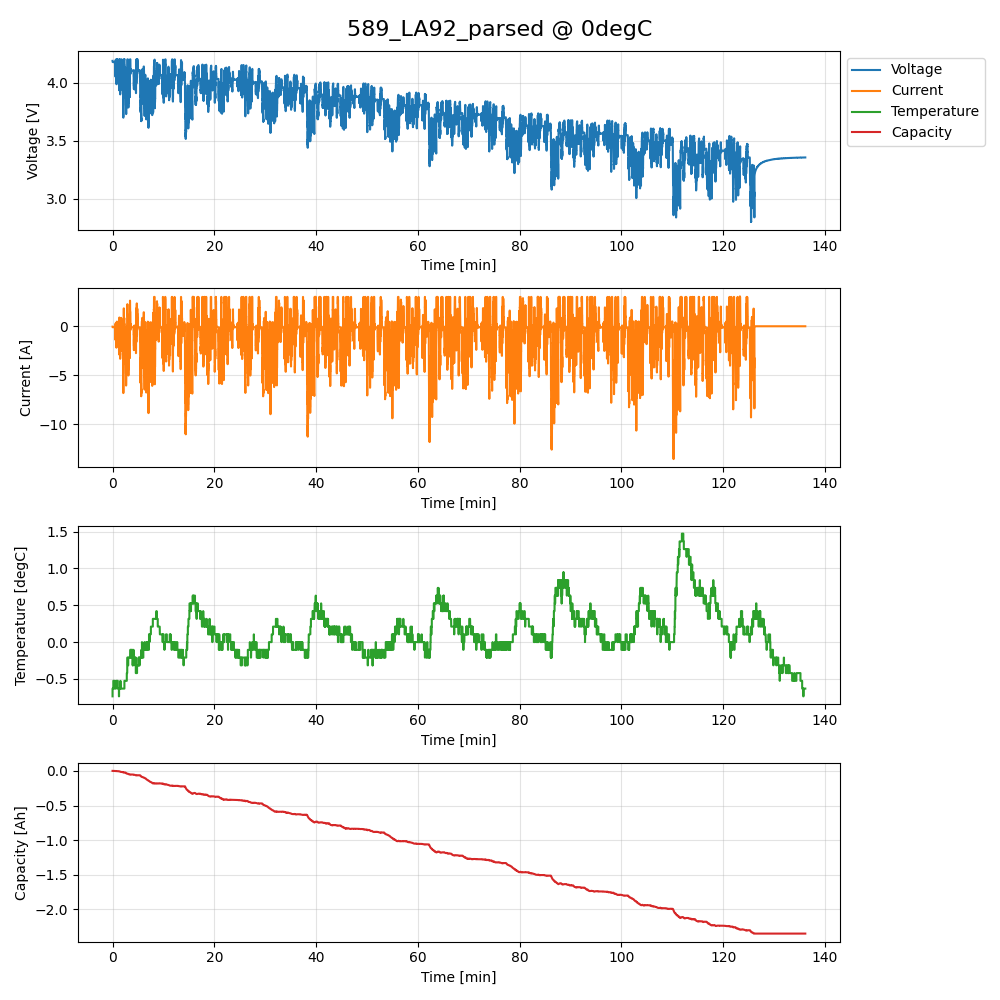 589_LA92_parsed @ 0degC
Voltage
Current
Temperature
Capacity
Voltage [V]
4.0
3.5
3.0
0 20 40 60 80 100 120 140
Time [min]
Current [A]
0
−5
−10
0 20 40 60 80 100 120 140
Time [min]
Temperature [degC]
1.5
1.0
0.5
0.0
−0.5
0 20 40 60 80 100 120 140
Time [min]
Capacity [Ah]
0.0
−0.5
−1.0
−1.5
−2.0
0 20 40 60 80 100 120 140
Time [min]